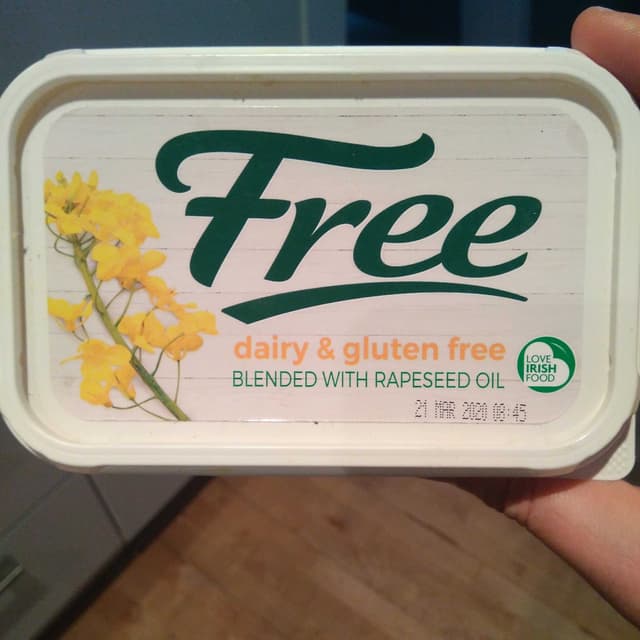 Free
dairy & gluten free
BLENDED WITH RAPESEED OIL
LOVE
IRISH
FOOD
21 MAR 2020 08:45